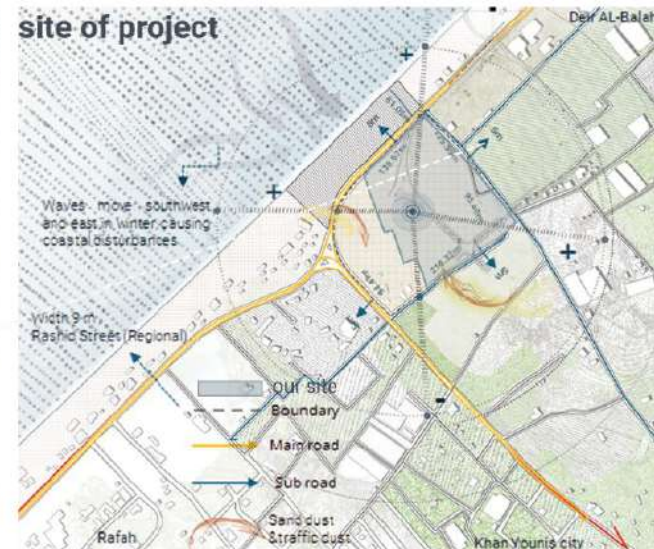 site of project
Deir AL-Balah
Waves move southwest
and east in winter, causing
coastal disturbances
Width 9 m
Rashid Street (Regional)
our site
Boundary
Main road
Sub road
Sand dust
&traffic dust
Rafah
Khan Younis city